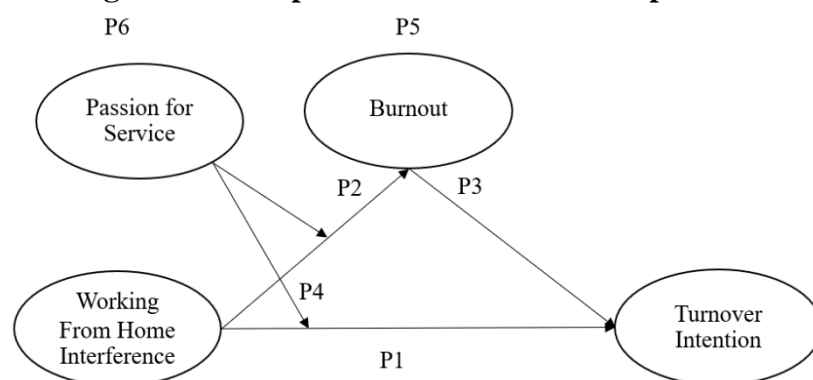 P6
P5
Passion for
Service
Burnout
P2
P3
P4
Working
From Home
Interference
Turnover
Intention
P1